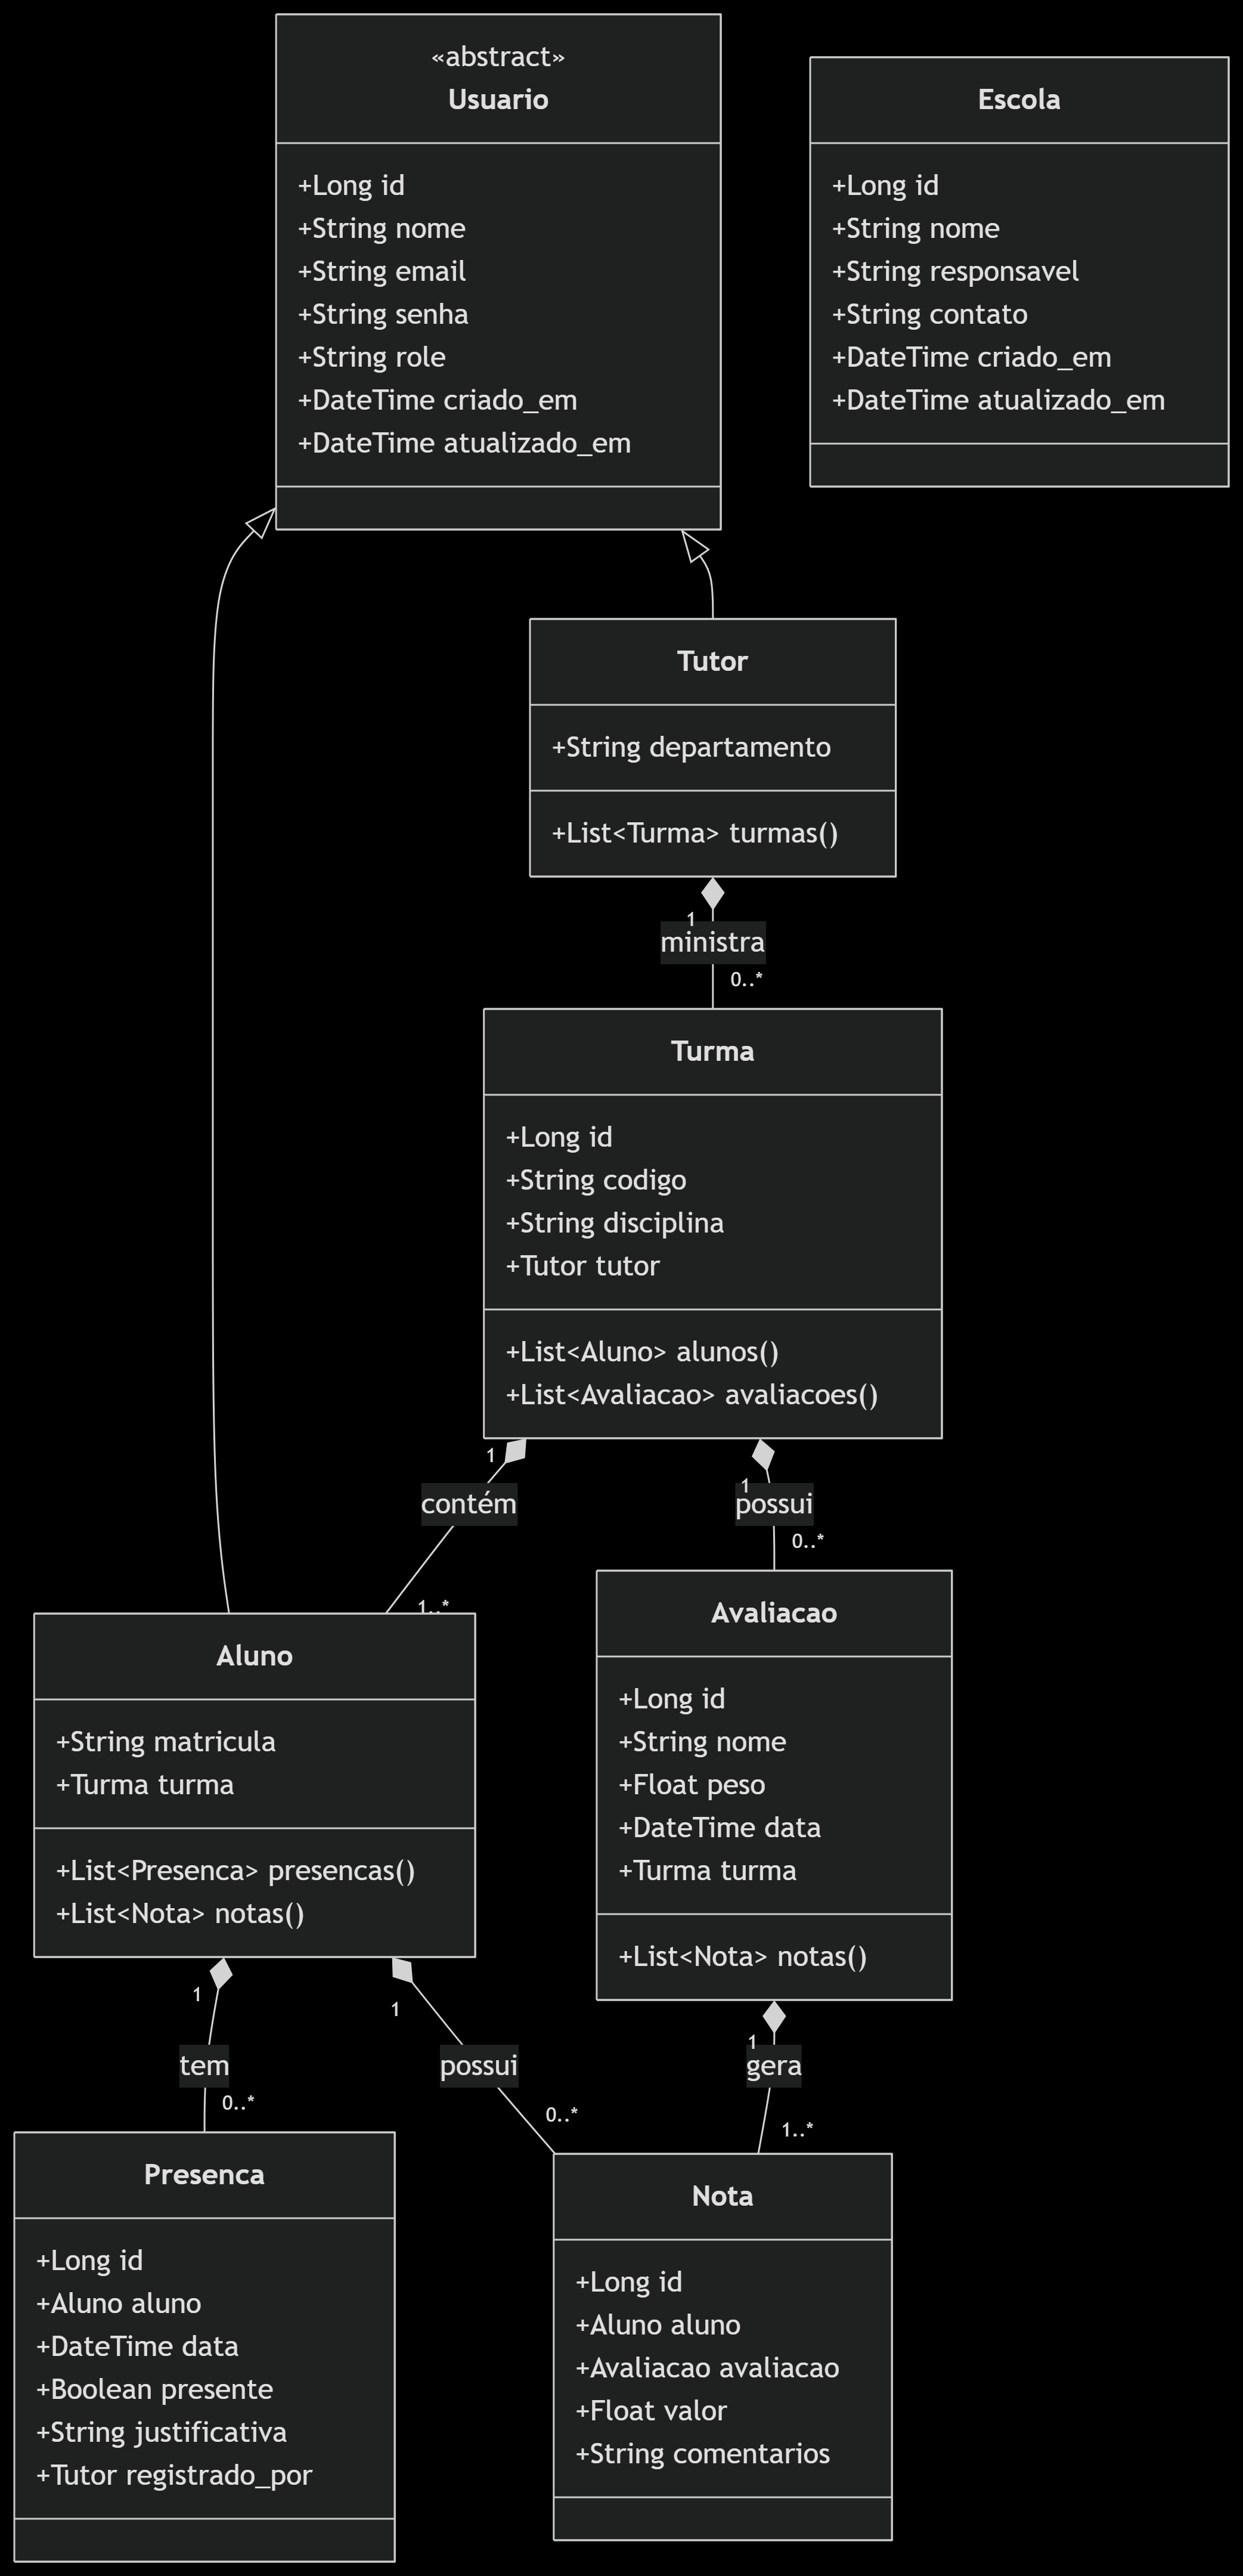 «abstract»
Usuario
+Long id
+String nome
+String email
+String senha
+String role
+DateTime criado_em
+DateTime atualizado_em
Escola
+Long id
+String nome
+String responsavel
+String contato
+DateTime criado_em
+DateTime atualizado_em
Tutor
+String departamento
+List<Turma> turmas()
1
ministra
0..*
Turma
+Long id
+String codigo
+String disciplina
+Tutor tutor
+List<Aluno> alunos()
+List<Avaliacao> avaliacoes()
1
contém
1..*
1
possui
0..*
Aluno
+String matricula
+Turma turma
+List<Presenca> presencas()
+List<Nota> notas()
Avaliacao
+Long id
+String nome
+Float peso
+DateTime data
+Turma turma
+List<Nota> notas()
1
tem
0..*
1
possui
0..*
1
gera
1..*
Presenca
+Long id
+Aluno aluno
+DateTime data
+Boolean presente
+String justificativa
+Tutor registrado_por
Nota
+Long id
+Aluno aluno
+Avaliacao avaliacao
+Float valor
+String comentarios